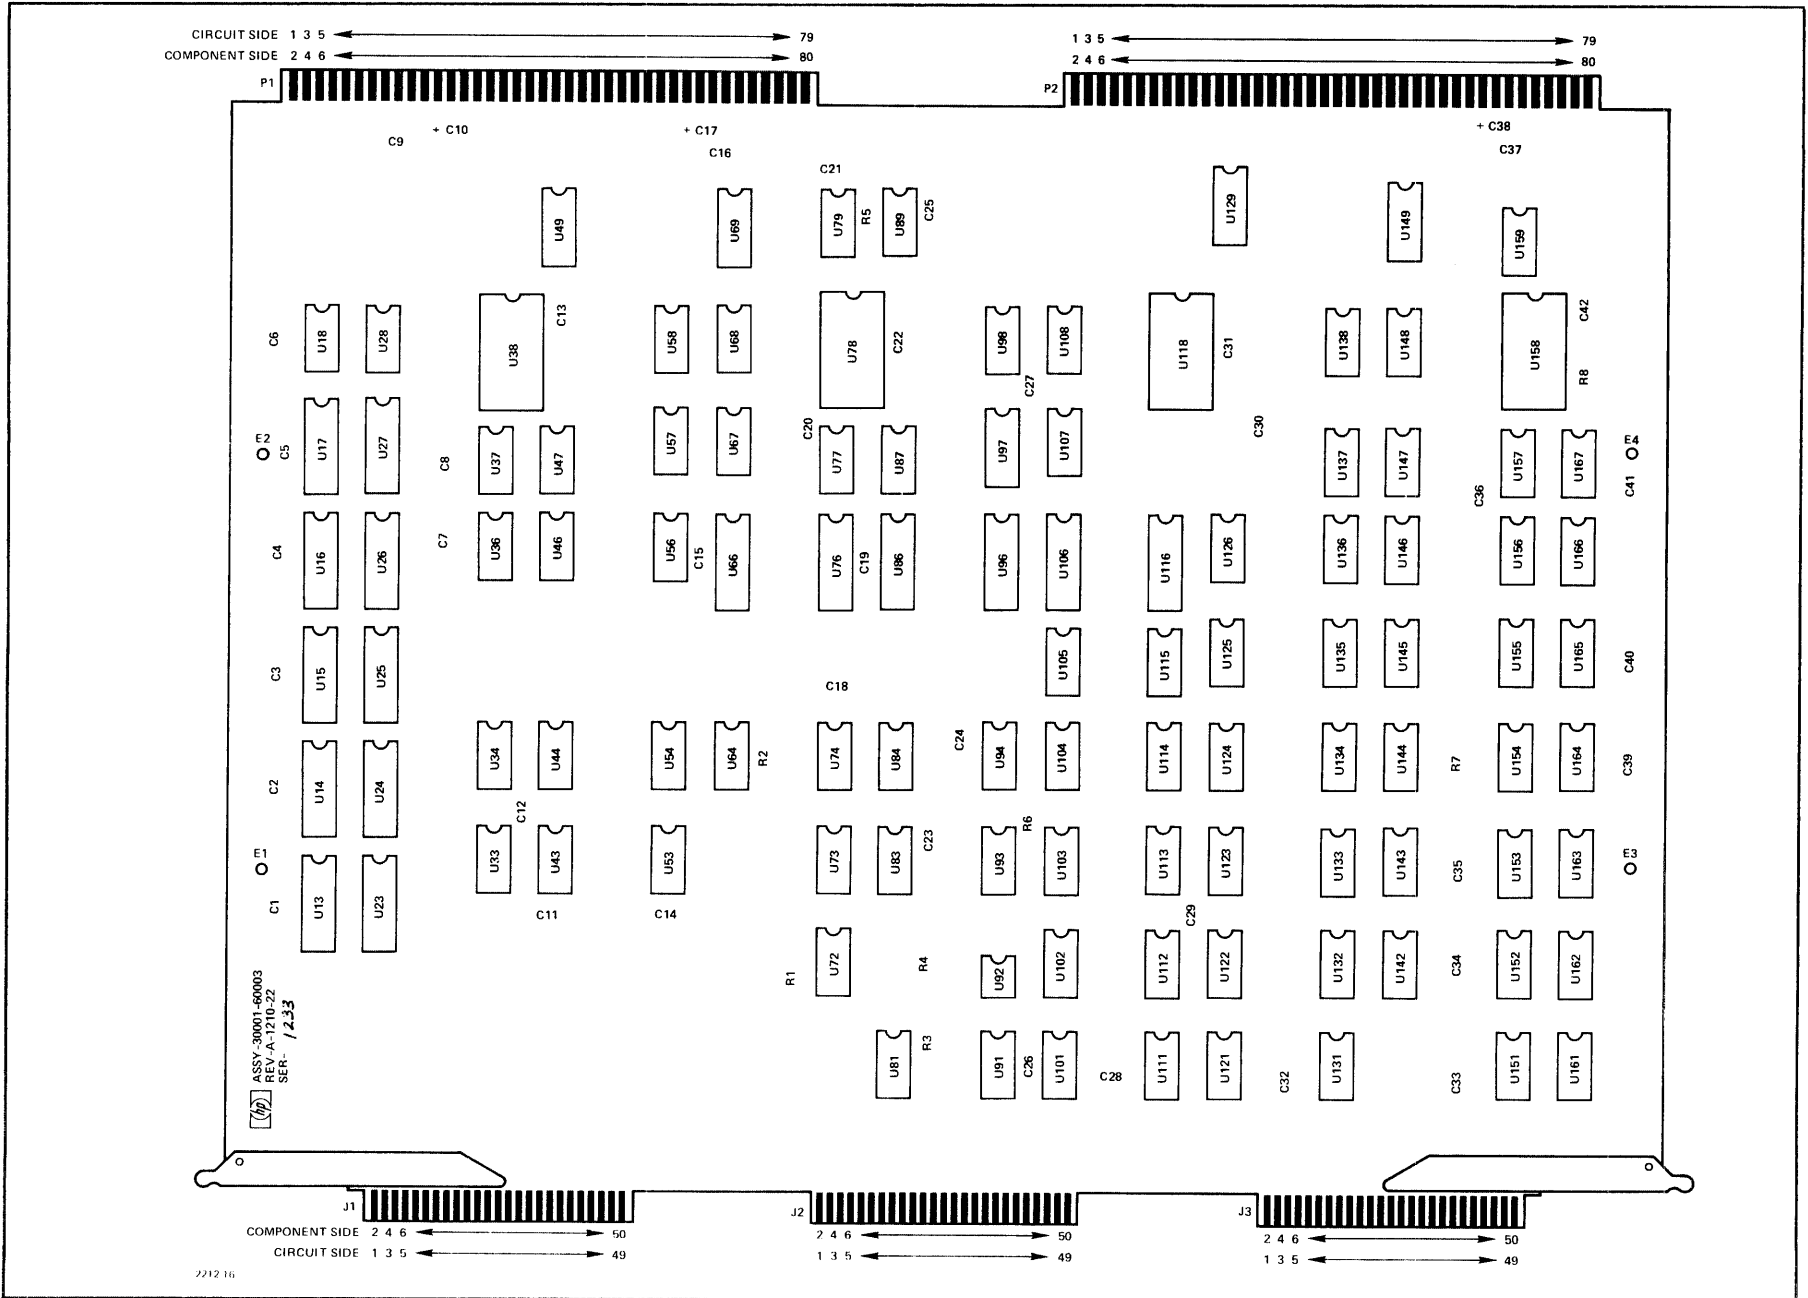 CIRCUIT SIDE 1 3 5 79
COMPONENT SIDE 2 4 6 80
1 3 5 79
2 4 6 80
P1
P2
+ C10
+ C17
+ C38
C9
C16
C37
C21
U49
U69
U79
R5
U89
C25
U129
U149
U159
C6
U18
U28
U38
C13
U58
U68
U78
C22
U98
C27
U108
U118
C31
U138
U148
U158
C42
R8
E2
C5
U17
U27
C8
U37
U47
U57
U67
C20
U77
U87
U97
U107
C30
U137
U147
C36
U157
U167
E4
C41
C4
U16
U26
C7
U36
U46
U56
C15
U66
U76
C19
U86
U96
U106
U116
U126
U136
U146
U156
U166
C3
U15
U25
C18
U105
U115
U125
U135
U145
U155
U165
C40
C2
U14
U24
U34
C12
U44
U54
U64
R2
U74
U84
C24
U94
U104
U114
U124
U134
U144
R7
U154
U164
C39
E1
C1
U13
U23
U33
U43
C11
U53
C14
U73
U83
C23
U93
R6
U103
U113
U123
C29
U133
U143
C35
U153
U163
E3
R1
U72
R4
U92
U102
U112
U122
U132
U142
C34
U152
U162
U81
R3
U91
C26
U101
C28
U111
U121
C32
U131
C33
U151
U161
hp
ASSY-30001-60003
REV-A-1210-22
SER- 1233
J1
J2
J3
COMPONENT SIDE 2 4 6 50
CIRCUIT SIDE 1 3 5 49
2 4 6 50
1 3 5 49
2 4 6 50
1 3 5 49
2212 16